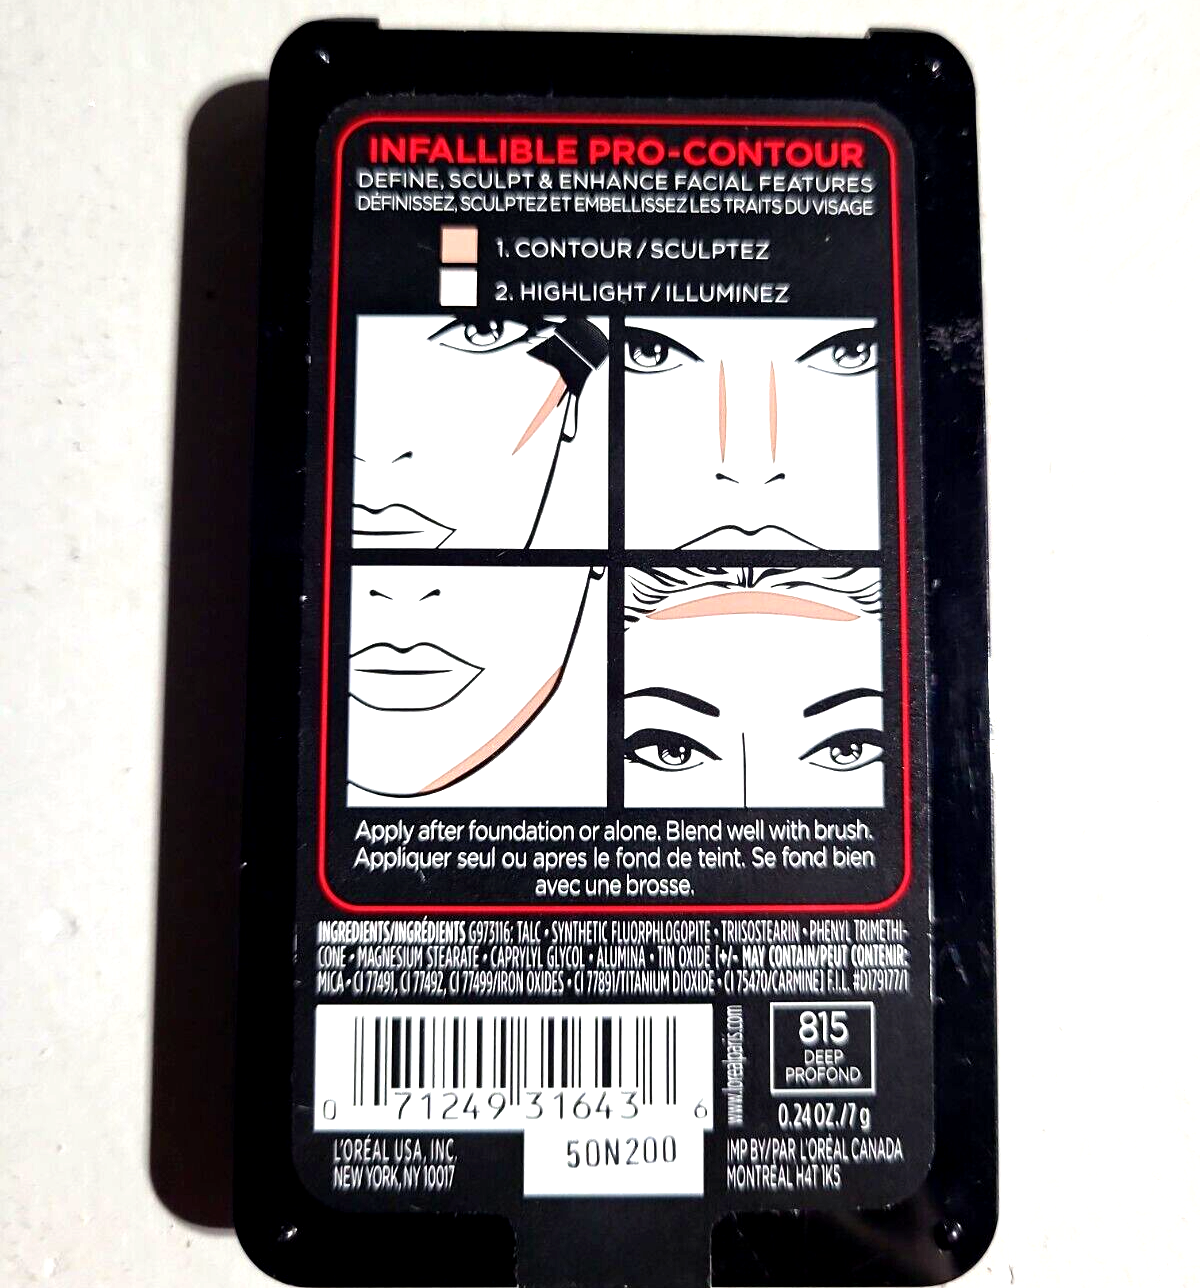 INFALLIBLE PRO-CONTOUR
DEFINE, SCULPT & ENHANCE FACIAL FEATURES
DÉFINISSEZ, SCULPTEZ ET EMBELLISSEZ LES TRAITS DU VISAGE
1. CONTOUR / SCULPTEZ
2. HIGHLIGHT / ILLUMINEZ
Apply after foundation or alone. Blend well with brush.
Appliquer seul ou apres le fond de teint. Se fond bien
avec une brosse.
INGREDIENTS/INGRÉDIENTS G973116: TALC • SYNTHETIC FLUORPHLOGOPITE • TRIISOSTEARIN • PHENYL TRIMETHI-
CONE • MAGNESIUM STEARATE • CAPRYLYL GLYCOL • ALUMINA • TIN OXIDE [+/- MAY CONTAIN/PEUT CONTENIR:
MICA • CI 77491, CI 77492, CI 77499/IRON OXIDES • CI 77891/TITANIUM DIOXIDE • CI 75470/CARMINE] F.I.L. #D179177/1
0 71249 31643 6
www.lorealparis.com
815
DEEP
PROFOND
0.24 OZ./7 g
L'ORÉAL USA, INC.
NEW YORK, NY 10017
50N200
IMP BY/PAR L'ORÉAL CANADA
MONTRÉAL H4T 1K5